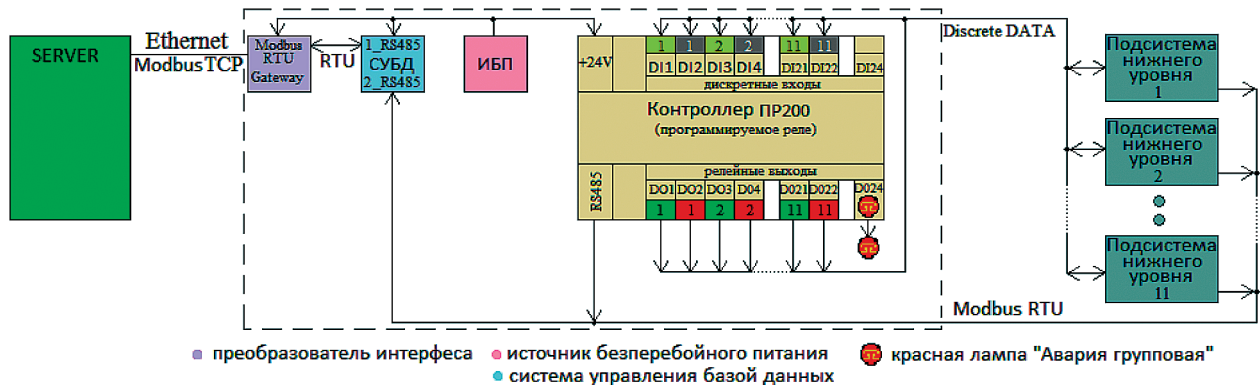 SERVER
Ethernet
Modbus TCP
Modbus
RTU
Gateway
RTU
1_RS485
СУБД
2_RS485
ИБП
+24V
1 1 2 2 11 11
DI1 DI2 DI3 DI4 DI21 DI22 DI24
дискретные входы
Контроллер ПР200
(программируемое реле)
релейные выходы
RS485
DO1 DO2 DO3 D04 D021 D022 D024
1 1 2 2 11 11
Discrete DATA
Подсистема
нижнего
уровня
1
Подсистема
нижнего
уровня
2
Подсистема
нижнего
уровня
11
Modbus RTU
преобразователь интерфеса
источник безперебойного питания
красная лампа "Авария групповая"
система управления базой данных